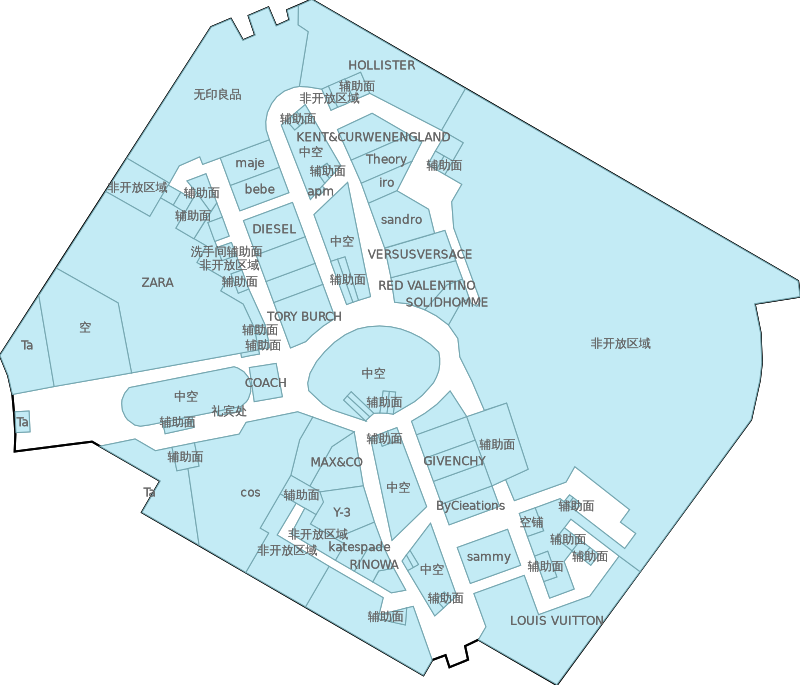 HOLLISTER
无印良品
辅助面
非开放区域
辅助面
KENT&CURWENENGLAND
中空
maje
Theory
辅助面
辅助面
iro
非开放区域
bebe
apm
辅助面
辅助面
sandro
DIESEL
中空
洗手间辅助面
VERSUSVERSACE
非开放区域
ZARA
辅助面
辅助面
RED VALENTINO
SOLIDHOMME
TORY BURCH
空
辅助面
Ta
辅助面
非开放区域
中空
COACH
中空
辅助面
礼宾处
Ta
辅助面
辅助面
辅助面
辅助面
MAX&CO
GIVENCHY
中空
Ta
cos
辅助面
ByCieations
辅助面
Y-3
空铺
非开放区域
辅助面
非开放区域
katespade
sammy
辅助面
RINOWA
中空
辅助面
辅助面
辅助面
LOUIS VUITTON